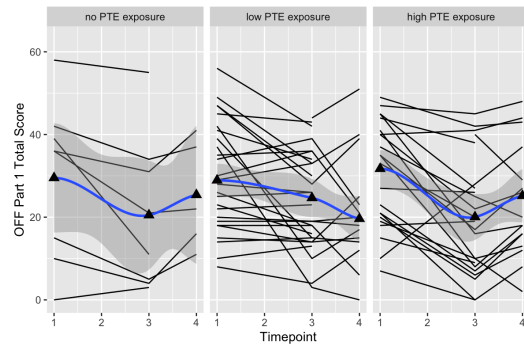 no PTE exposure
low PTE exposure
high PTE exposure
OFF Part 1 Total Score
60
40
20
0
1 2 3 4
1 2 3 4
1 2 3 4
Timepoint